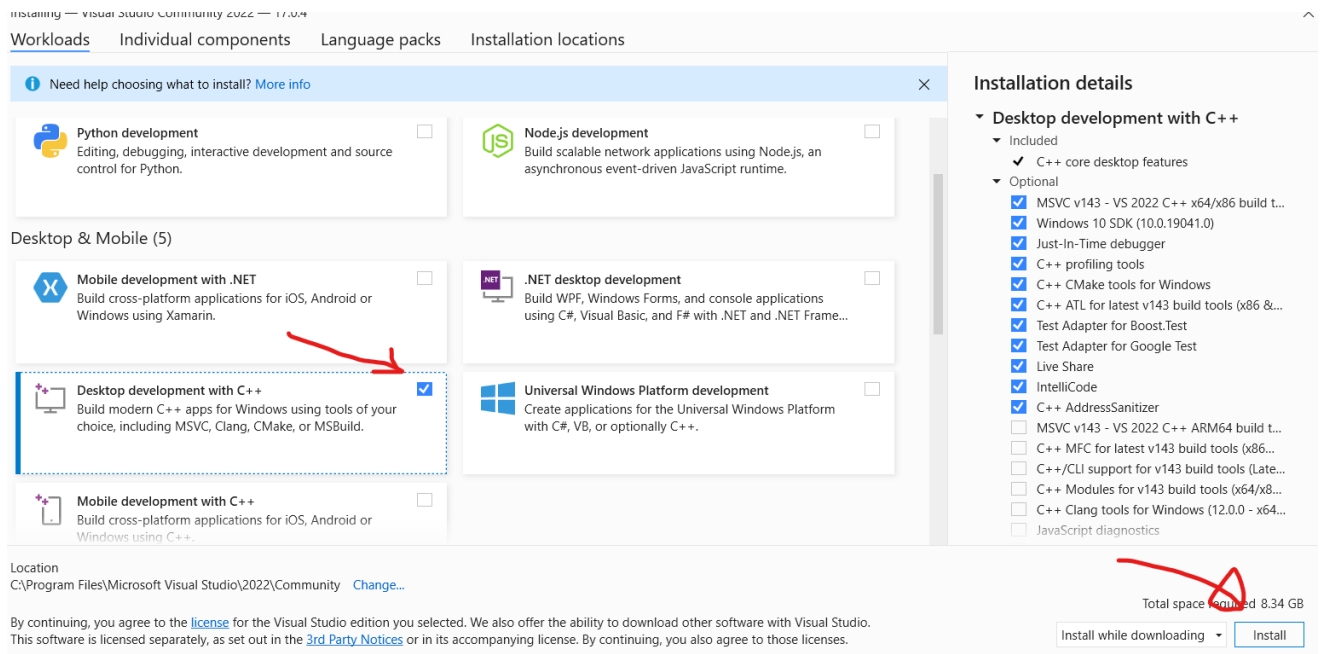 Installing — Visual Studio Community 2022 — 17.0.4
Workloads
Individual components
Language packs
Installation locations
Need help choosing what to install? More info
Python development
Editing, debugging, interactive development and source
control for Python.
Node.js development
Build scalable network applications using Node.js, an
asynchronous event-driven JavaScript runtime.
Desktop & Mobile (5)
Mobile development with .NET
Build cross-platform applications for iOS, Android or
Windows using Xamarin.
.NET
.NET desktop development
Build WPF, Windows Forms, and console applications
using C#, Visual Basic, and F# with .NET and .NET Frame...
Desktop development with C++
Build modern C++ apps for Windows using tools of your
choice, including MSVC, Clang, CMake, or MSBuild.
Universal Windows Platform development
Create applications for the Universal Windows Platform
with C#, VB, or optionally C++.
Mobile development with C++
Build cross-platform applications for iOS, Android or
Windows using C++.
Installation details
Desktop development with C++
Included
C++ core desktop features
Optional
MSVC v143 - VS 2022 C++ x64/x86 build t...
Windows 10 SDK (10.0.19041.0)
Just-In-Time debugger
C++ profiling tools
C++ CMake tools for Windows
C++ ATL for latest v143 build tools (x86 &...
Test Adapter for Boost.Test
Test Adapter for Google Test
Live Share
IntelliCode
C++ AddressSanitizer
MSVC v143 - VS 2022 C++ ARM64 build t...
C++ MFC for latest v143 build tools (x86...
C++/CLI support for v143 build tools (Late...
C++ Modules for v143 build tools (x64/x8...
C++ Clang tools for Windows (12.0.0 - x64...
JavaScript diagnostics
Location
C:\Program Files\Microsoft Visual Studio\2022\Community Change...
By continuing, you agree to the license for the Visual Studio edition you selected. We also offer the ability to download other software with Visual Studio.
This software is licensed separately, as set out in the 3rd Party Notices or in its accompanying license. By continuing, you also agree to those licenses.
Total space required 8.34 GB
Install while downloading
Install